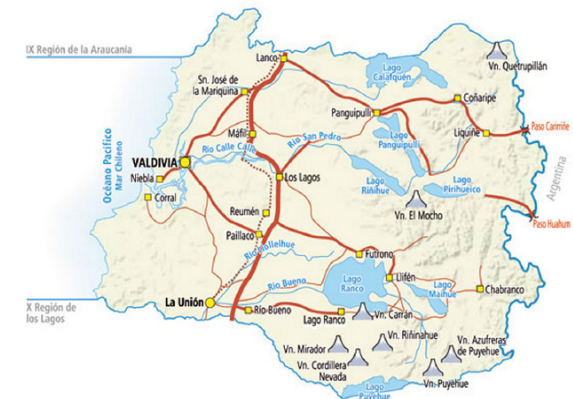 IX Región de la Araucanía
Lanco
Lago
Calafquén
Vn. Quetrupillán
Sn. José de
la Mariquina
Coñaripe
Panguipulli
Máfil
Río San Pedro
Lago
Panguipulli
Liquiñe
Paso Carirriñe
Océano Pacífico
Mar Chileno
VALDIVIA
Río Calle Calle
Niebla
Los Lagos
Lago
Riñihue
Lago
Pirihueico
Argentina
Corral
Reumén
Vn. El Mocho
Paso Huahum
Paillaco
Río Llollelhue
Futrono
La Unión
Río Bueno
Lago
Ranco
Llifén
Lago
Maihue
Chabranco
X Región de
los Lagos
Río Bueno
Lago Ranco
Vn. Carrán
Vn. Riñinahue
Vn. Mirador
Vn. Azufreras
de Puyehue
Vn. Cordillera
Nevada
Lago
Puyehue
Vn. Puyehue